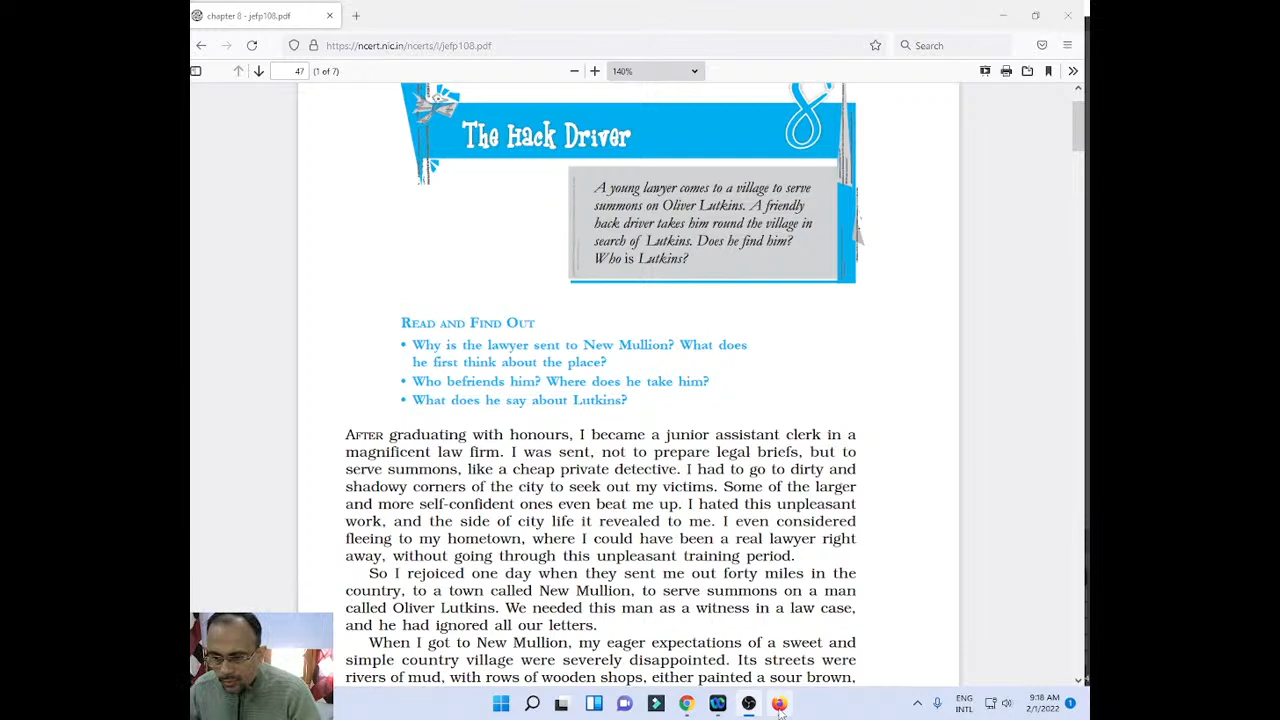 chapter 8 - jefp108.pdf
https://ncert.nic.in/ncerts/l/jefp108.pdf
Search
47 (1 of 7)
140%
8
The Hack Driver
A young lawyer comes to a village to serve
summons on Oliver Lutkins. A friendly
hack driver takes him round the village in
search of Lutkins. Does he find him?
Who is Lutkins?
READ AND FIND OUT
• Why is the lawyer sent to New Mullion? What does
he first think about the place?
• Who befriends him? Where does he take him?
• What does he say about Lutkins?
AFTER graduating with honours, I became a junior assistant clerk in a
magnificent law firm. I was sent, not to prepare legal briefs, but to
serve summons, like a cheap private detective. I had to go to dirty and
shadowy corners of the city to seek out my victims. Some of the larger
and more self-confident ones even beat me up. I hated this unpleasant
work, and the side of city life it revealed to me. I even considered
fleeing to my hometown, where I could have been a real lawyer right
away, without going through this unpleasant training period.
So I rejoiced one day when they sent me out forty miles in the
country, to a town called New Mullion, to serve summons on a man
called Oliver Lutkins. We needed this man as a witness in a law case,
and he had ignored all our letters.
When I got to New Mullion, my eager expectations of a sweet and
simple country village were severely disappointed. Its streets were
rivers of mud, with rows of wooden shops, either painted a sour brown,
ENG
INTL
9:18 AM
2/1/2022
1